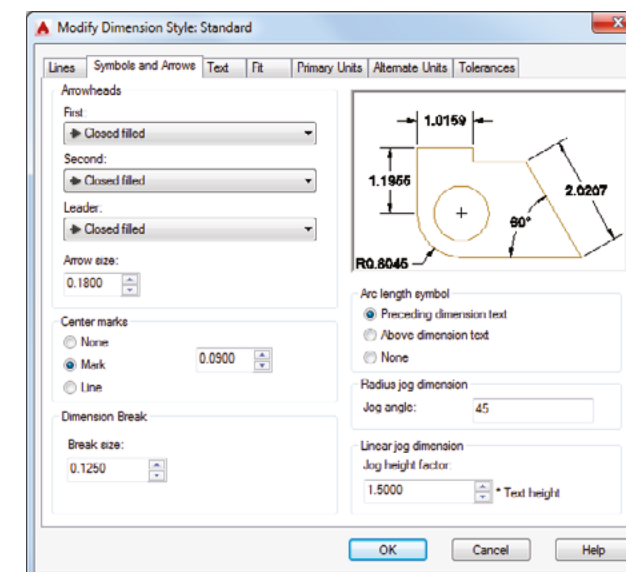 Modify Dimension Style: Standard
Lines Symbols and Arrows Text Fit Primary Units Alternate Units Tolerances
Arrowheads
First:
Closed filled
Second:
Closed filled
Leader:
Closed filled
Arrow size:
0.1800
Center marks
None
Mark
0.0900
Line
Dimension Break
Break size:
0.1250
1.0159
1.1955
2.0207
60°
R0.8045
Arc length symbol
Preceding dimension text
Above dimension text
None
Radius jog dimension
Jog angle: 45
Linear jog dimension
Jog height factor:
1.5000 * Text height
OK Cancel Help